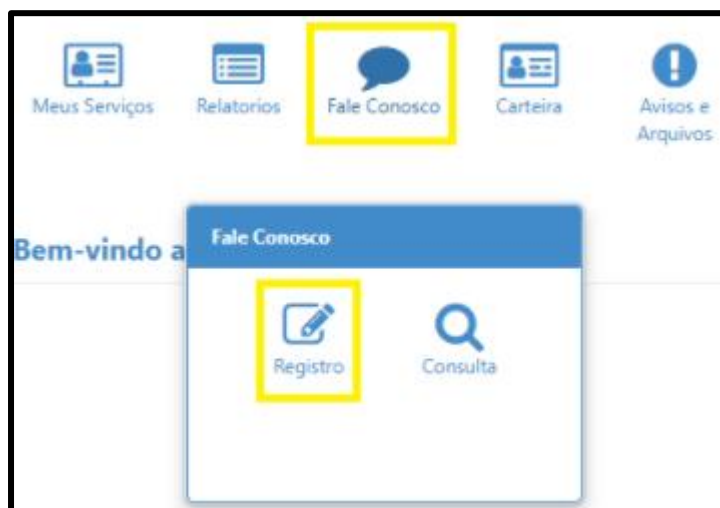 Meus Serviços
Relatorios
Fale Conosco
Carteira
Avisos e
Arquivos
Bem-vindo a
Fale Conosco
Registro
Consulta